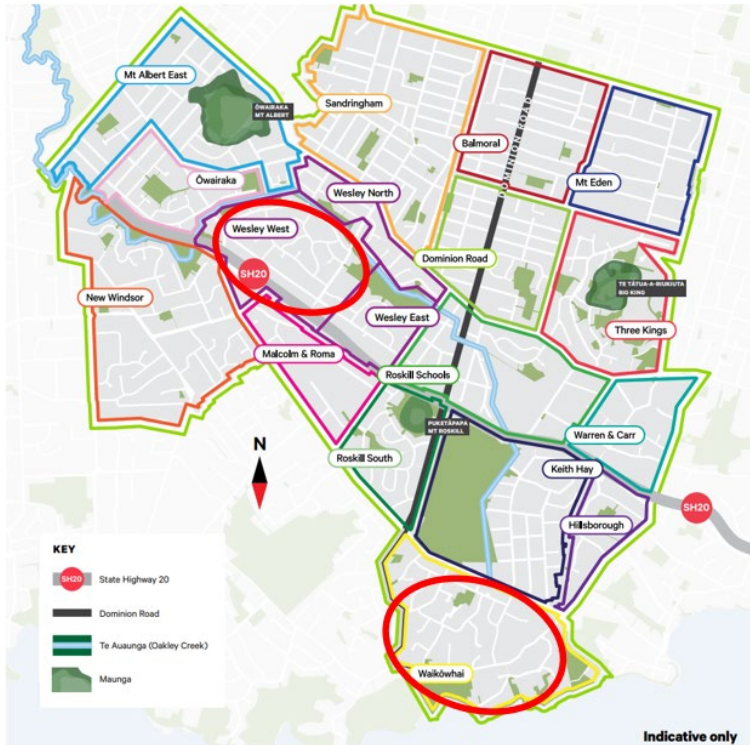 Mt Albert East
ŌWAIRAKA
MT ALBERT
Sandringham
DOMINION ROAD
Balmoral
Mt Eden
Ōwairaka
Wesley North
Wesley West
Dominion Road
SH20
TE TĀTUA-A-RIUKIUTA
BIG KING
New Windsor
Wesley East
Three Kings
Malcolm & Roma
Roskill Schools
PUKETĀPAPA
MT ROSKILL
Warren & Carr
N
Roskill South
Keith Hay
SH20
Hillsborough
KEY
SH20 State Highway 20
Dominion Road
Te Auaunga (Oakley Creek)
Maunga
Waikōwhai
Indicative only